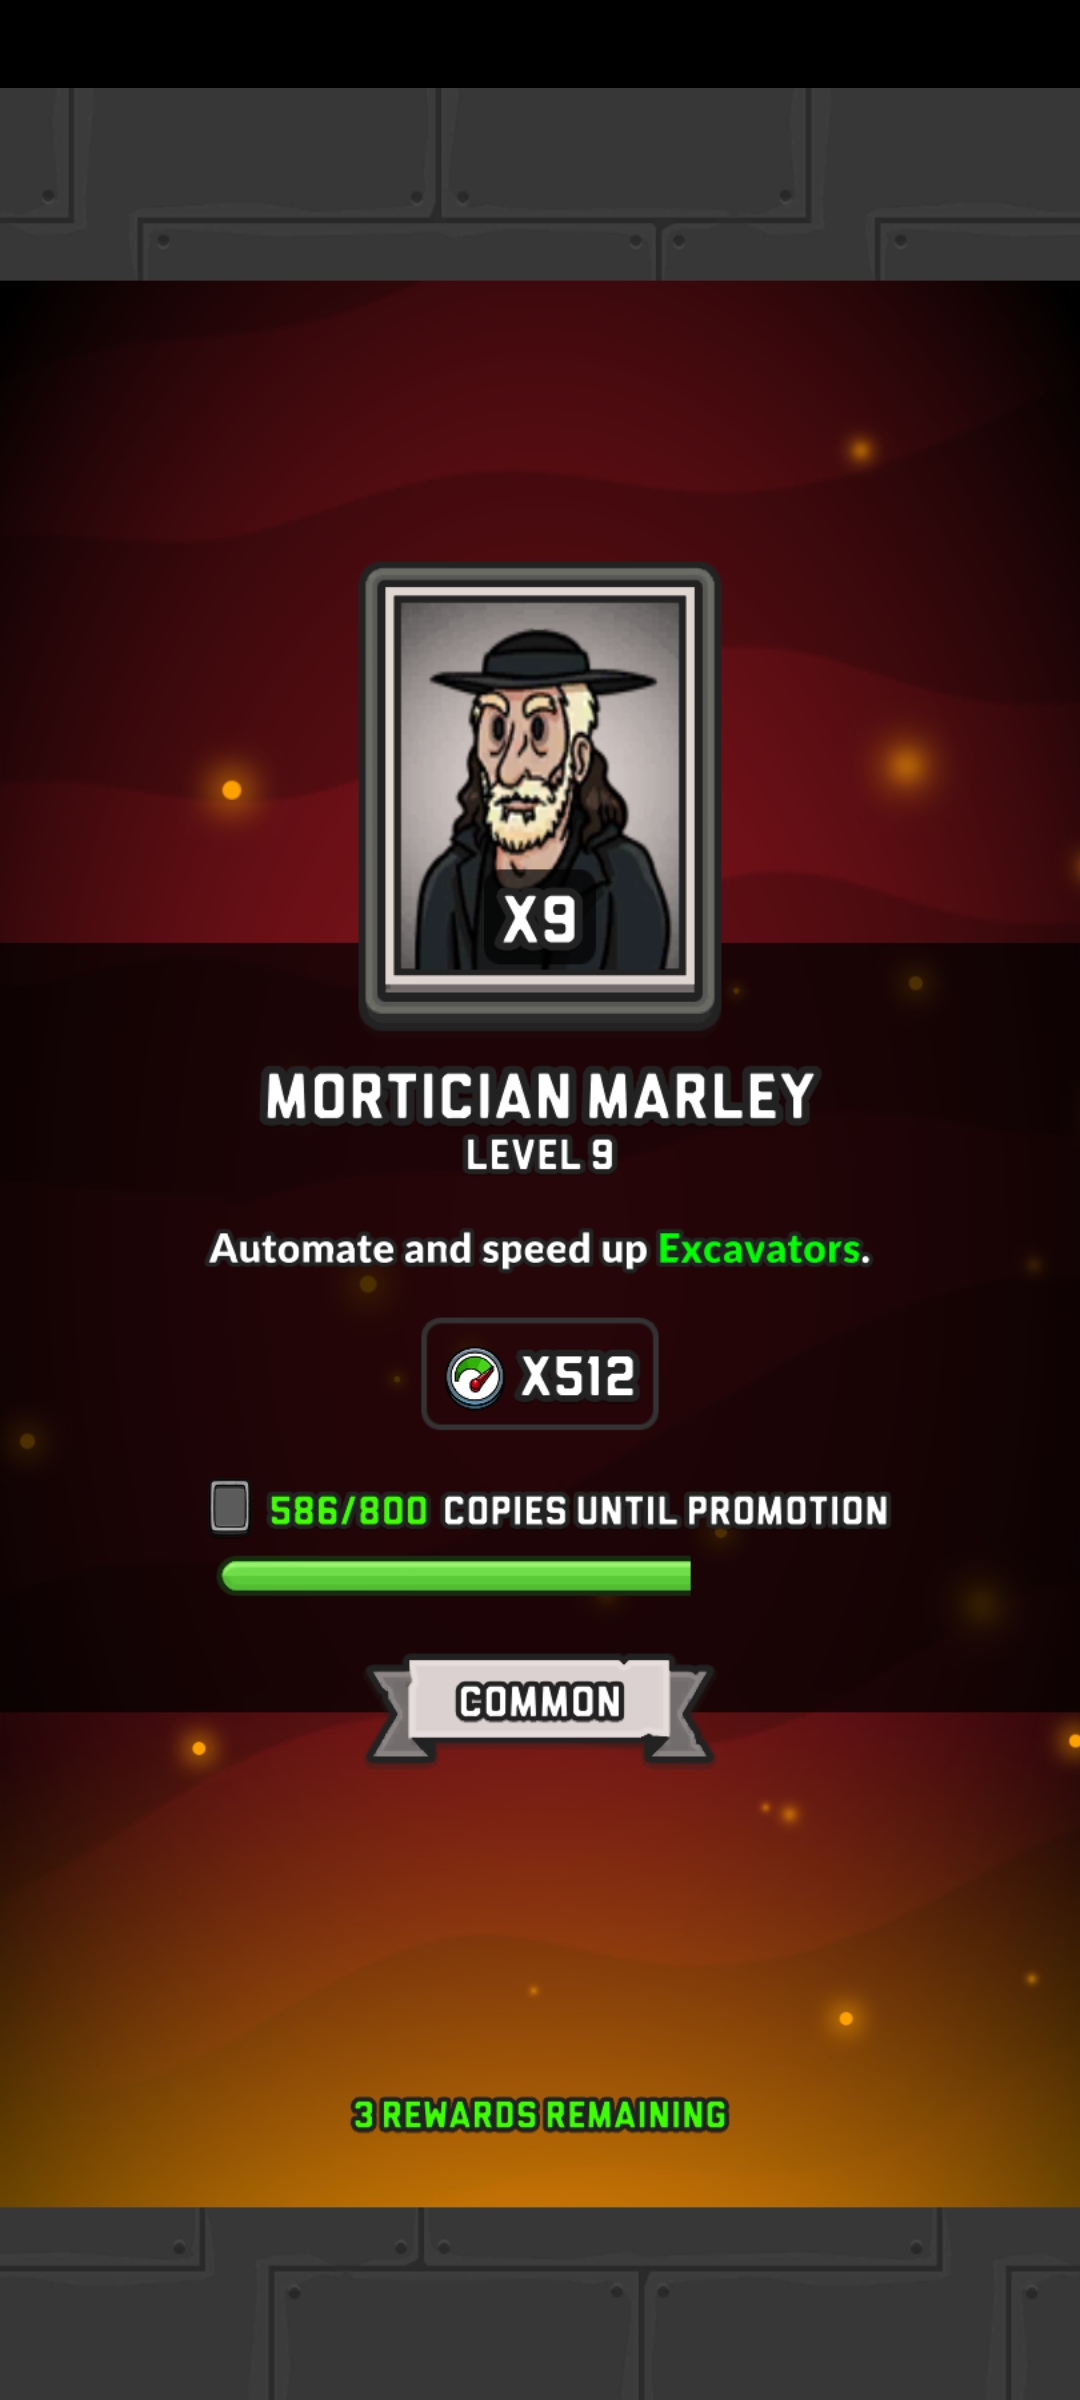 X9
MORTICIAN MARLEY
LEVEL 9
Automate and speed up Excavators.
X512
586/800 COPIES UNTIL PROMOTION
COMMON
3 REWARDS REMAINING